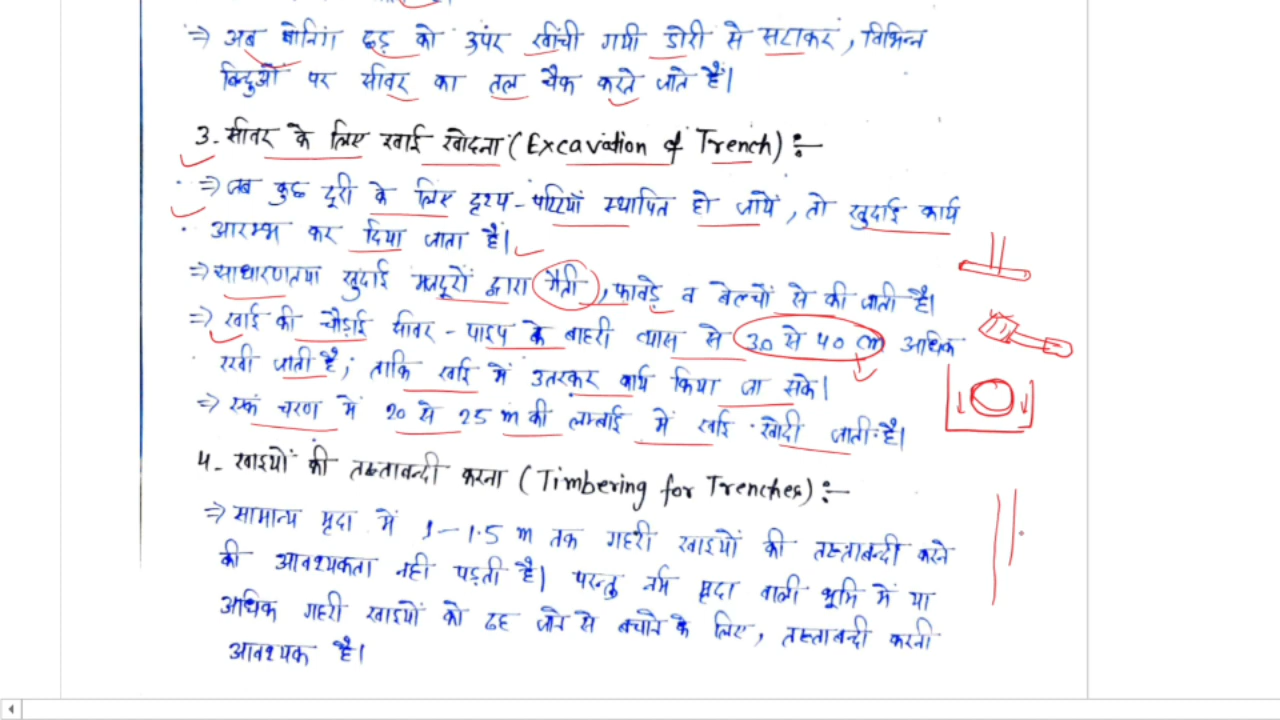 ⇒ अब बोनिंग छड़ को ऊपर खींची गयी डोरी से सटाकर, विभिन्न
बिन्दुओं पर सीवर का तल चैक करते जाते है।
3. सीवर के लिए खाई खोदना (Excavation of Trench) :-
⇒ जब कुछ दूरी के लिए दृश्य-पट्टियाँ स्थापित हो जायें, तो खुदाई कार्य
आरम्भ कर दिया जाता है।
⇒ साधारणतया खुदाई मजदूरों द्वारा गैती, फावड़े व बेल्चों से की जाती है।
⇒ खाई की चौड़ाई सीवर-पाइप के बाहरी व्यास से 30 से 40 cm अधिक
रखी जाती है; ताकि खाई में उतरकर कार्य किया जा सके।
⇒ एक चरण में 20 से 25 m की लम्बाई में खाई खोदी जाती है।
4. खाइयों की तख्ताबन्दी करना (Timbering for Trenches) :-
⇒ सामान्य मृदा में 1-1.5 m तक गहरी खाइयों की तख्ताबन्दी करने
की आवश्यकता नही पड़ती है। परन्तु नर्म मृदा वाली भूमि में या
अधिक गहरी खाइयों को ढह जाने से बचाने के लिए, तख्ताबन्दी करनी
आवश्यक है।